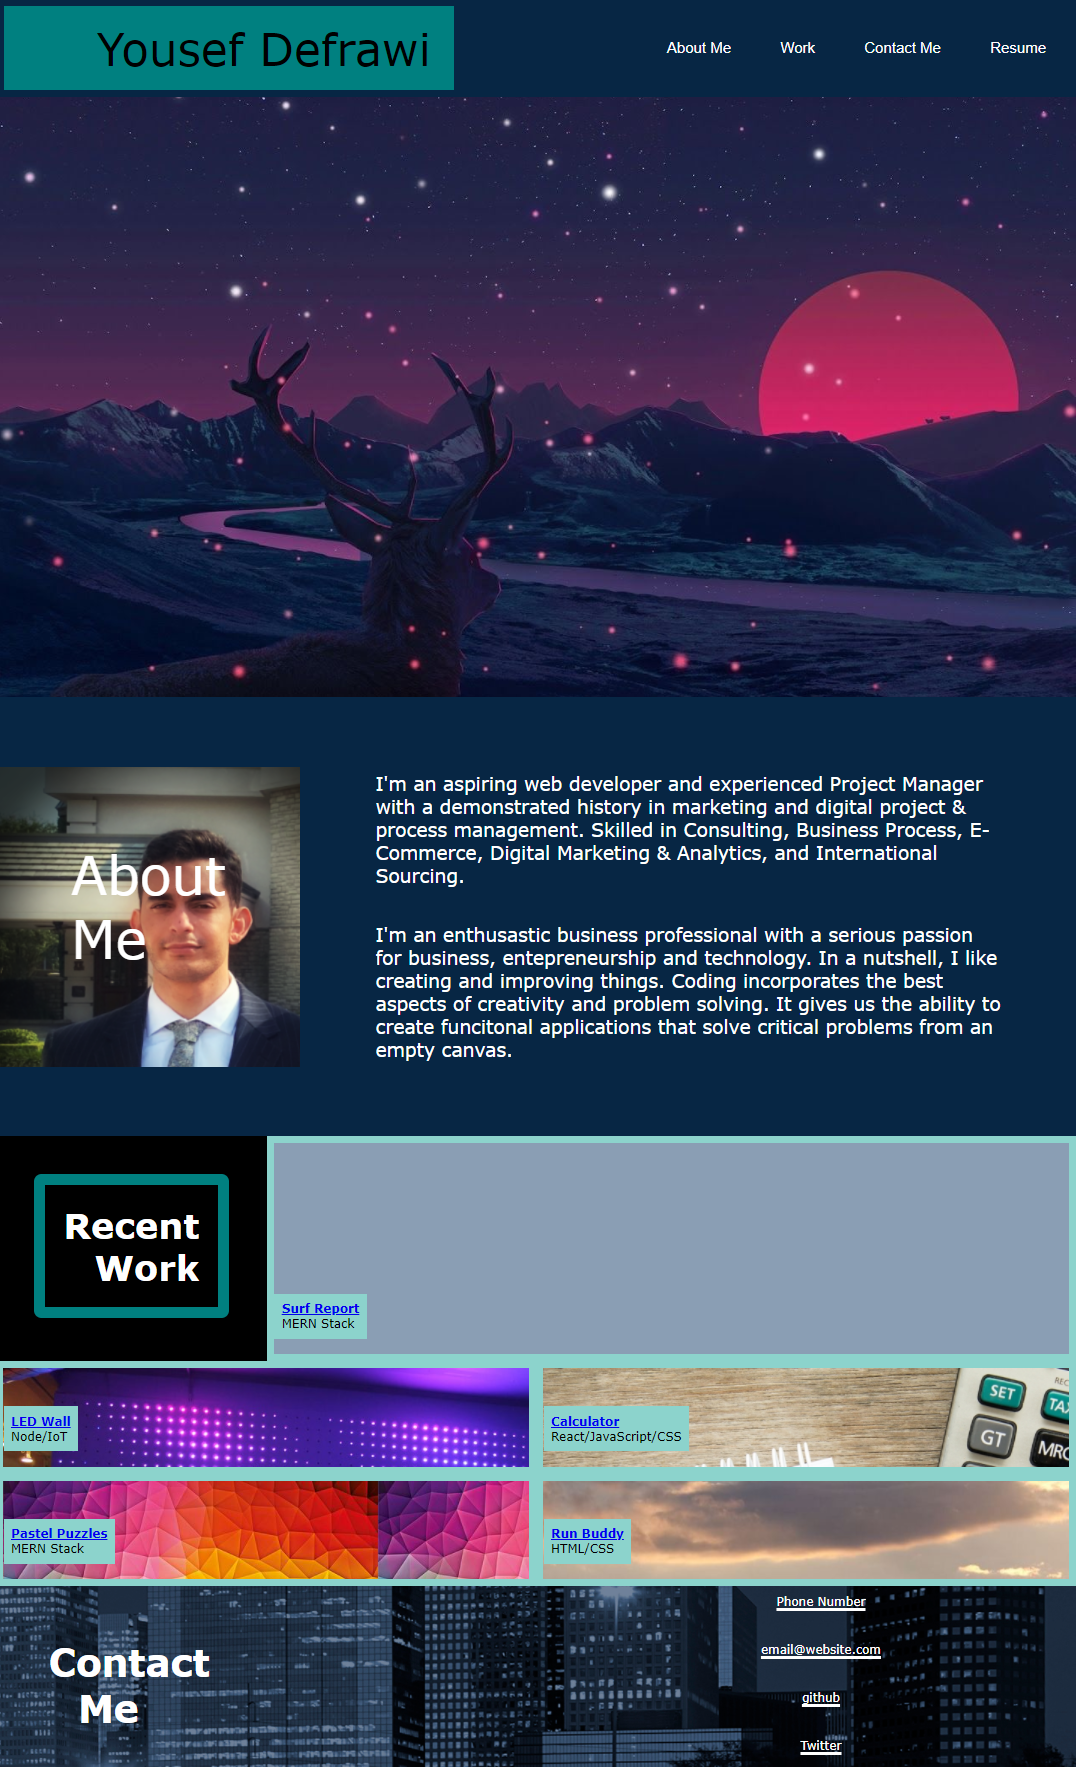 Yousef Defrawi
About Me
Work
Contact Me
Resume
About
Me
I'm an aspiring web developer and experienced Project Manager
with a demonstrated history in marketing and digital project &
process management. Skilled in Consulting, Business Process, E-
Commerce, Digital Marketing & Analytics, and International
Sourcing.
I'm an enthusastic business professional with a serious passion
for business, entepreneurship and technology. In a nutshell, I like
creating and improving things. Coding incorporates the best
aspects of creativity and problem solving. It gives us the ability to
create funcitonal applications that solve critical problems from an
empty canvas.
Recent
Work
Surf Report
MERN Stack
LED Wall
Node/IoT
Calculator
React/JavaScript/CSS
SET
TAX
GT
MRC
Pastel Puzzles
MERN Stack
Run Buddy
HTML/CSS
Contact
Me
Phone Number
email@website.com
github
Twitter